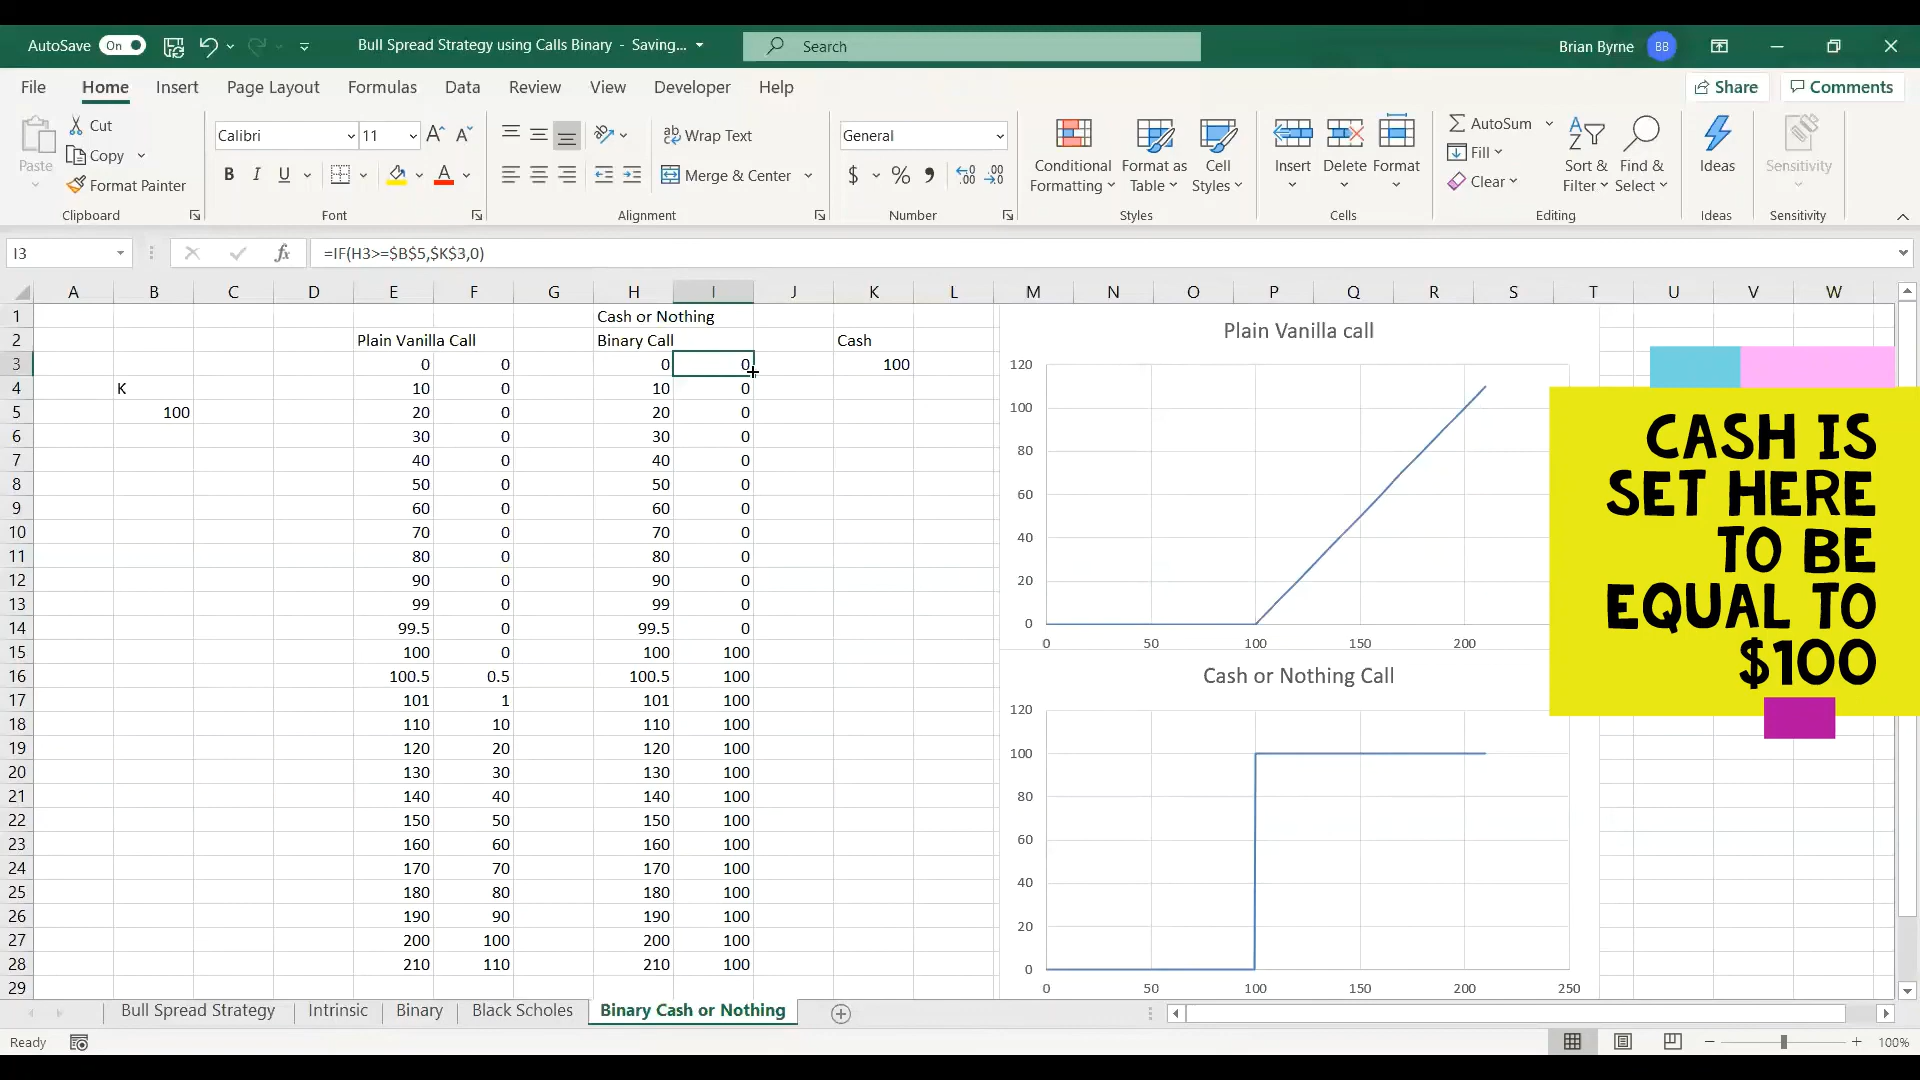 AutoSave On Bull Spread Strategy using Calls Binary - Saving... Search Brian Byrne BB
File Home Insert Page Layout Formulas Data Review View Developer Help Share Comments
Paste Cut Copy Format Painter Clipboard
Calibri 11 B I U A Font
Wrap Text Merge & Center Alignment
General $ % Number
Conditional Formatting Format as Table Cell Styles Styles
Insert Delete Format Cells
AutoSum Fill Clear Sort & Filter Find & Select Editing
Ideas Ideas
Sensitivity Sensitivity
I3 fx =IF(H3>=$B$5,$K$3,0)
A B C D E F G H I J K L M N O P Q R S T U V W
1 Cash or Nothing
2 Plain Vanilla Call Binary Call Cash
3 0 0 0 0 100
4 K 10 0 10 0
5 100 20 0 20 0
6 30 0 30 0
7 40 0 40 0
8 50 0 50 0
9 60 0 60 0
10 70 0 70 0
11 80 0 80 0
12 90 0 90 0
13 99 0 99 0
14 99.5 0 99.5 0
15 100 0 100 100
16 100.5 0.5 100.5 100
17 101 1 101 100
18 110 10 110 100
19 120 20 120 100
20 130 30 130 100
21 140 40 140 100
22 150 50 150 100
23 160 60 160 100
24 170 70 170 100
25 180 80 180 100
26 190 90 190 100
27 200 100 200 100
28 210 110 210 100
29
Plain Vanilla call
120
100
80
60
40
20
0
0 50 100 150 200
Cash or Nothing Call
120
100
80
60
40
20
0
0 50 100 150 200 250
CASH IS
SET HERE
TO BE
EQUAL TO
$100
Bull Spread Strategy Intrinsic Binary Black Scholes Binary Cash or Nothing
Ready 100%